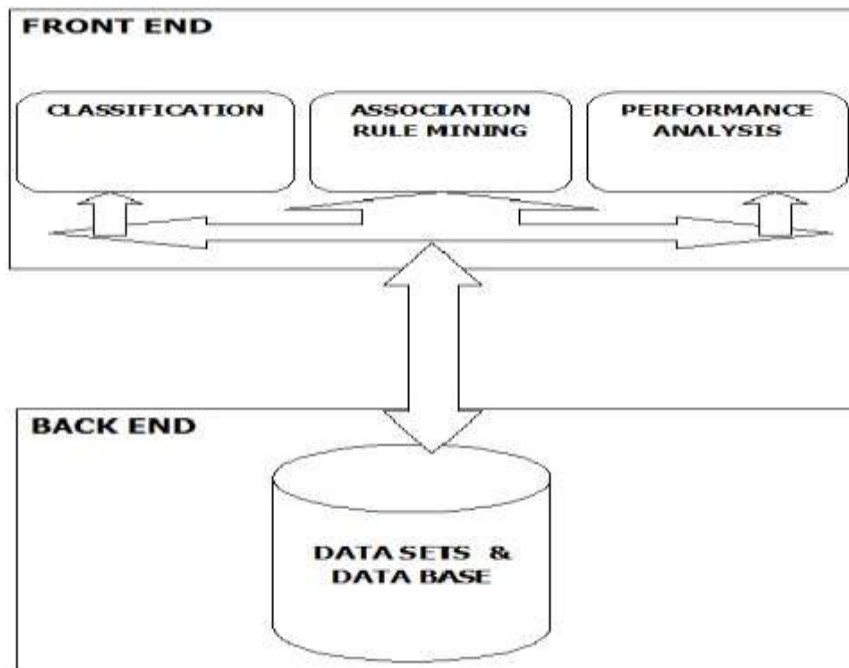 FRONT END
CLASSIFICATION
ASSOCIATION
RULE MINING
PERFORMANCE
ANALYSIS
BACK END
DATA SETS &
DATA BASE